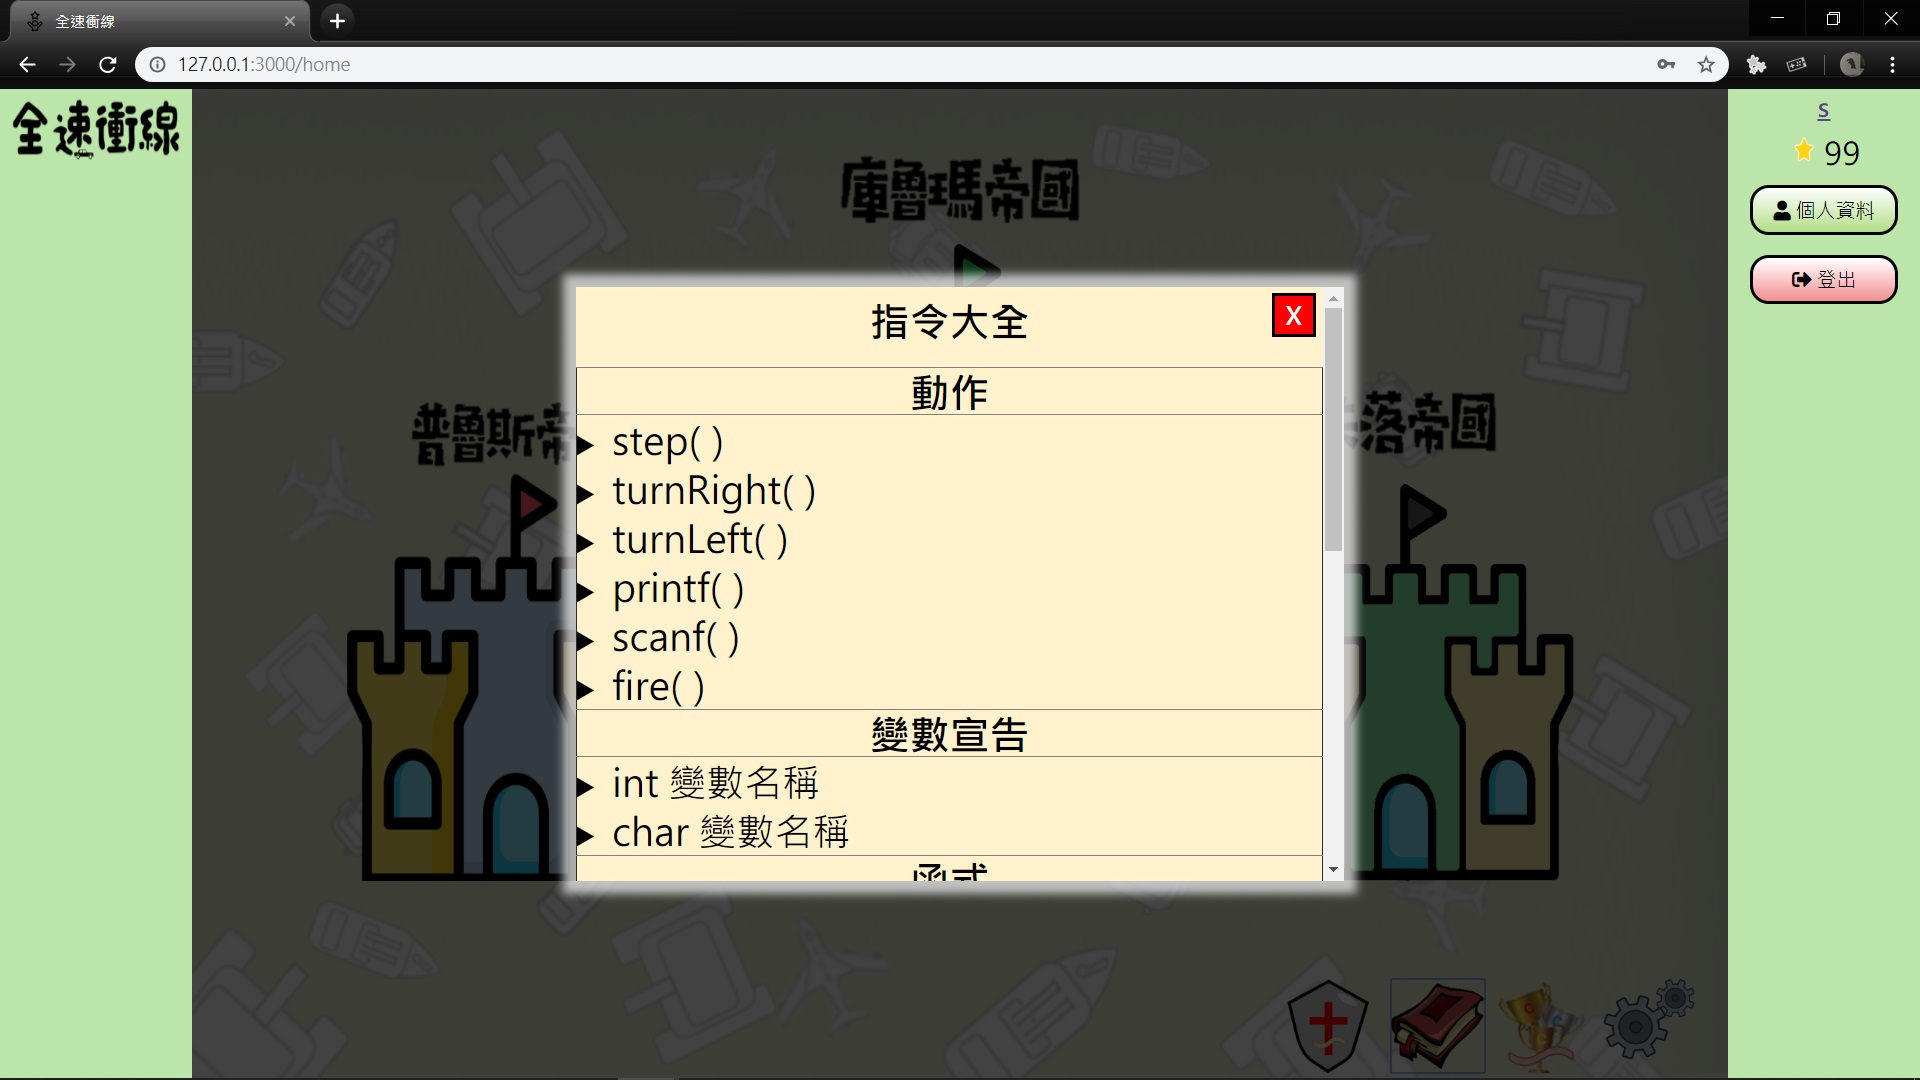 全速衝線
127.0.0.1:3000/home
全速衝線
S
99
個人資料
登出
庫魯瑪帝國
普魯斯帝
落帝國
指令大全
X
動作
step( )
turnRight( )
turnLeft( )
printf( )
scanf( )
fire( )
變數宣告
int 變數名稱
char 變數名稱
函式